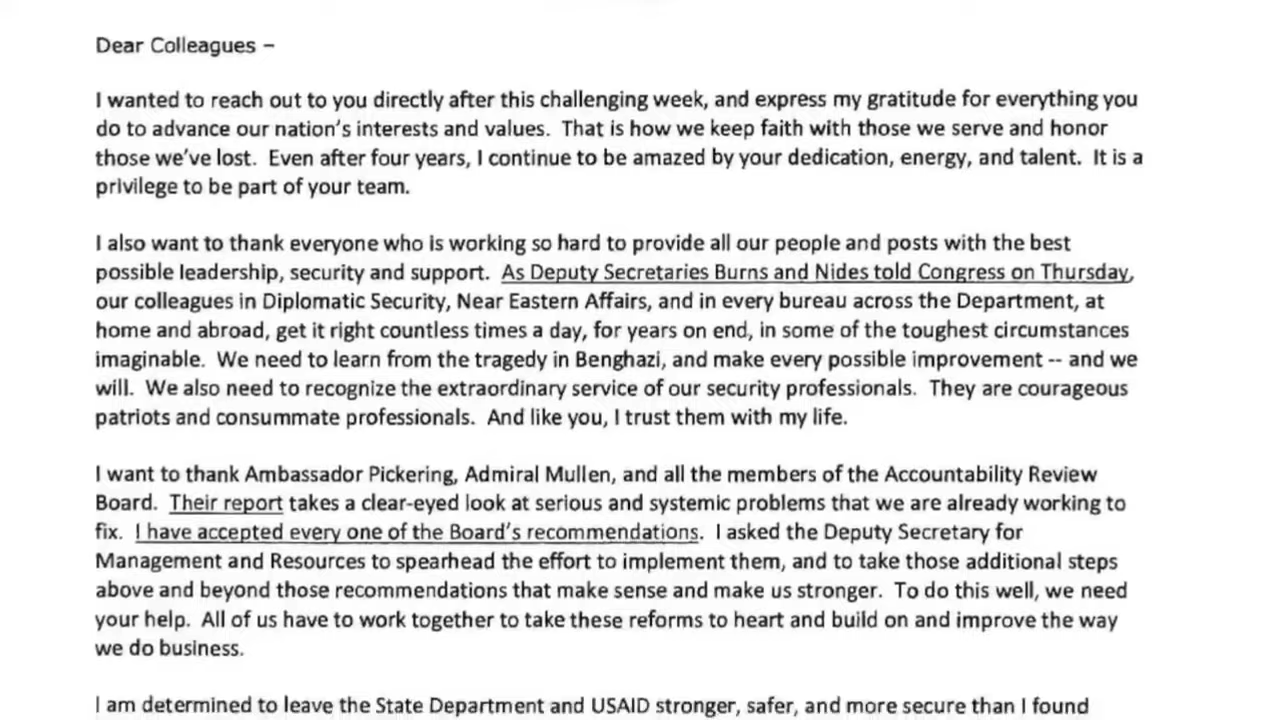 Dear Colleagues –
I wanted to reach out to you directly after this challenging week, and express my gratitude for everything you
do to advance our nation's interests and values.  That is how we keep faith with those we serve and honor
those we've lost.  Even after four years, I continue to be amazed by your dedication, energy, and talent.  It is a
privilege to be part of your team.
I also want to thank everyone who is working so hard to provide all our people and posts with the best
possible leadership, security and support.  As Deputy Secretaries Burns and Nides told Congress on Thursday,
our colleagues in Diplomatic Security, Near Eastern Affairs, and in every bureau across the Department, at
home and abroad, get it right countless times a day, for years on end, in some of the toughest circumstances
imaginable.  We need to learn from the tragedy in Benghazi, and make every possible improvement -- and we
will.  We also need to recognize the extraordinary service of our security professionals.  They are courageous
patriots and consummate professionals.  And like you, I trust them with my life.
I want to thank Ambassador Pickering, Admiral Mullen, and all the members of the Accountability Review
Board.  Their report takes a clear-eyed look at serious and systemic problems that we are already working to
fix.  I have accepted every one of the Board's recommendations.  I asked the Deputy Secretary for
Management and Resources to spearhead the effort to implement them, and to take those additional steps
above and beyond those recommendations that make sense and make us stronger.  To do this well, we need
your help.  All of us have to work together to take these reforms to heart and build on and improve the way
we do business.
I am determined to leave the State Department and USAID stronger, safer, and more secure than I found